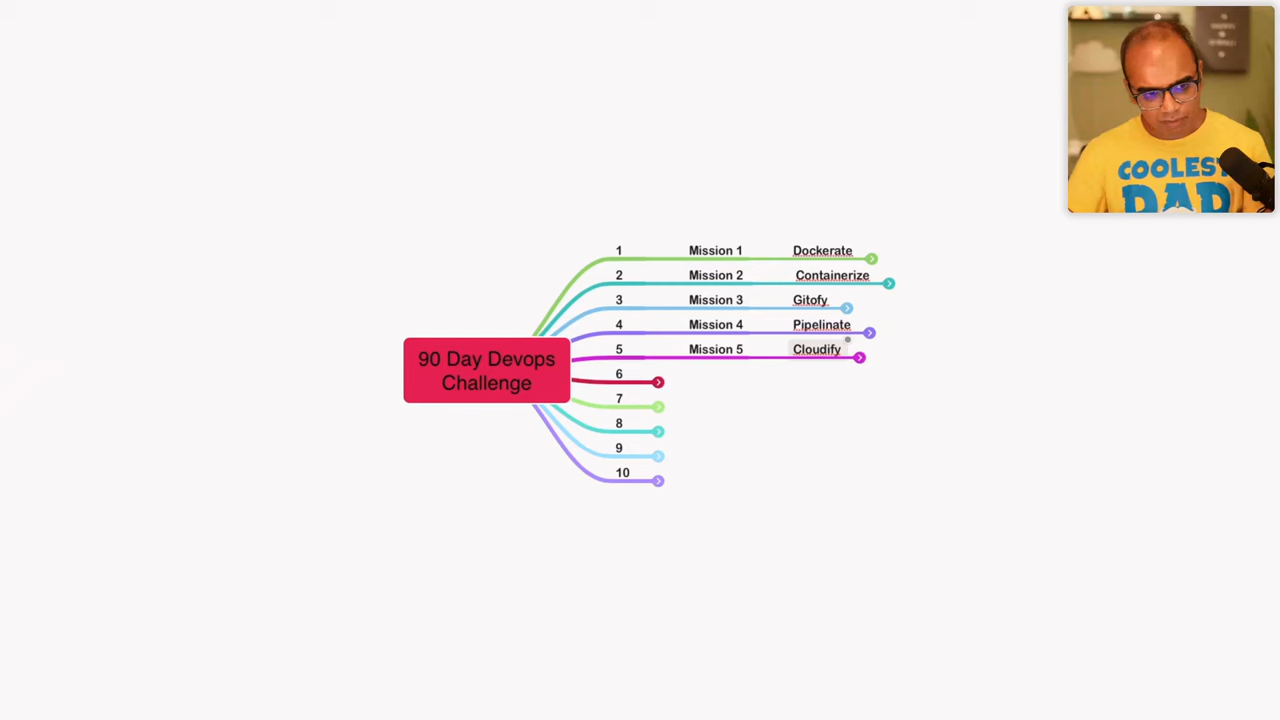 COOLEST
DAD
1 Mission 1 Dockerate
2 Mission 2 Containerize
3 Mission 3 Gitofy
4 Mission 4 Pipelinate
5 Mission 5 Cloudify
90 Day Devops
Challenge
6
7
8
9
10